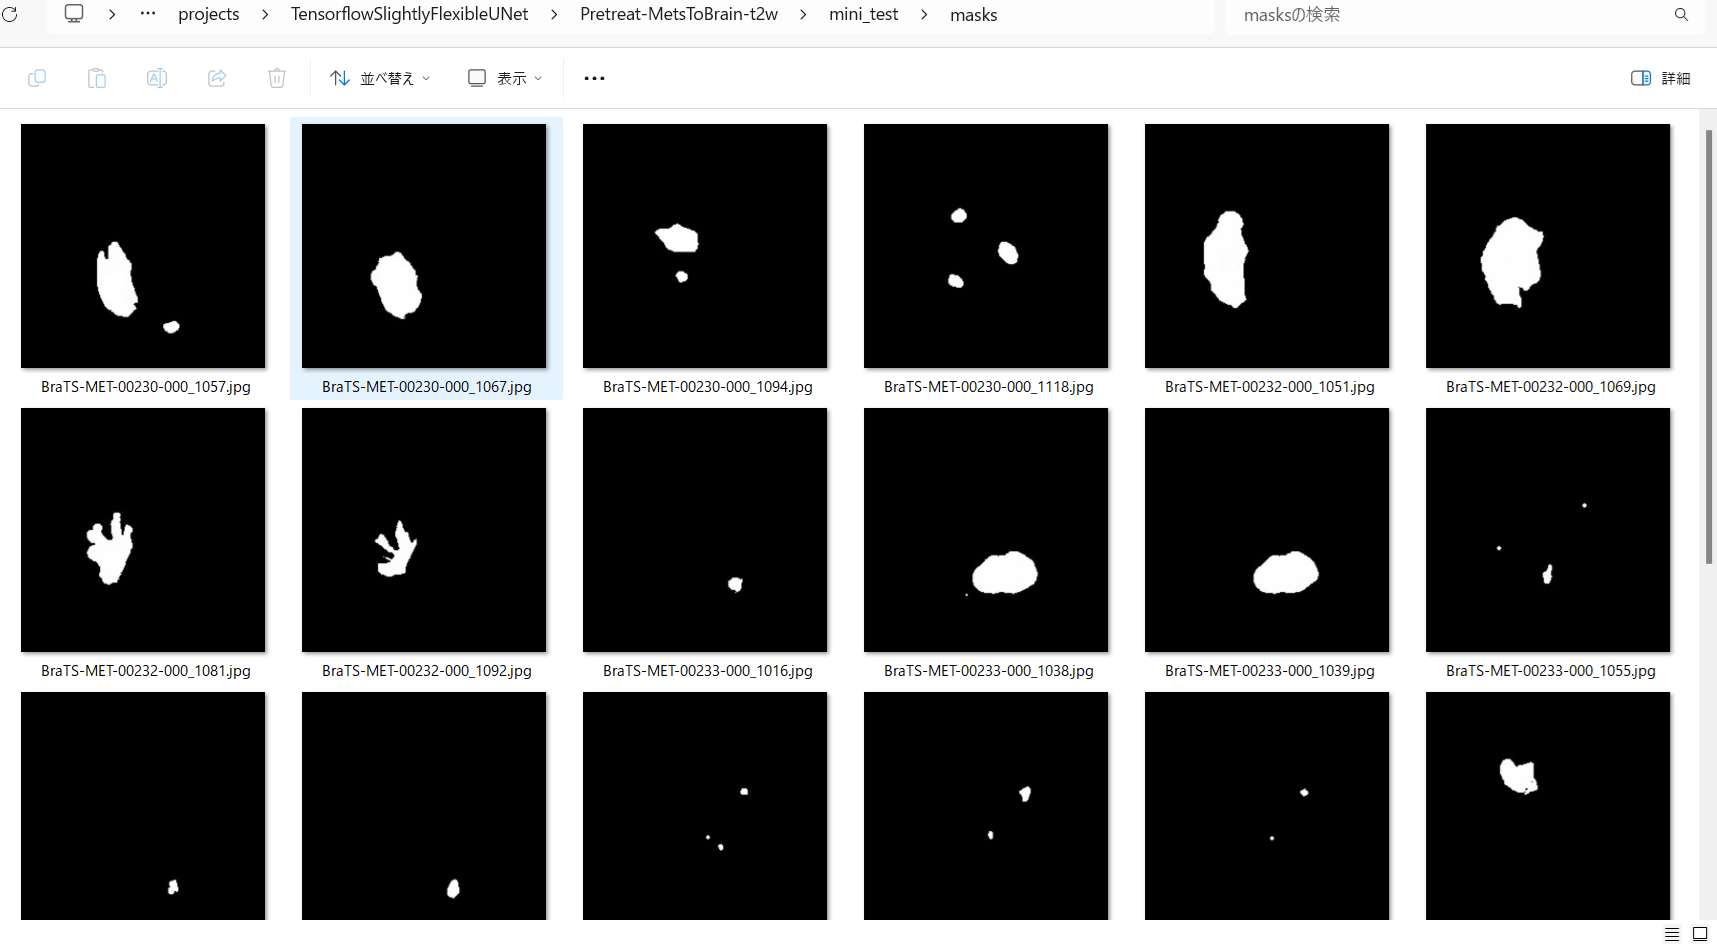 projects > TensorflowSlightlyFlexibleUNet > Pretreat-MetsToBrain-t2w > mini_test > masks
masksの検索
並べ替え
表示
詳細
BraTS-MET-00230-000_1057.jpg
BraTS-MET-00230-000_1067.jpg
BraTS-MET-00230-000_1094.jpg
BraTS-MET-00230-000_1118.jpg
BraTS-MET-00232-000_1051.jpg
BraTS-MET-00232-000_1069.jpg
BraTS-MET-00232-000_1081.jpg
BraTS-MET-00232-000_1092.jpg
BraTS-MET-00233-000_1016.jpg
BraTS-MET-00233-000_1038.jpg
BraTS-MET-00233-000_1039.jpg
BraTS-MET-00233-000_1055.jpg